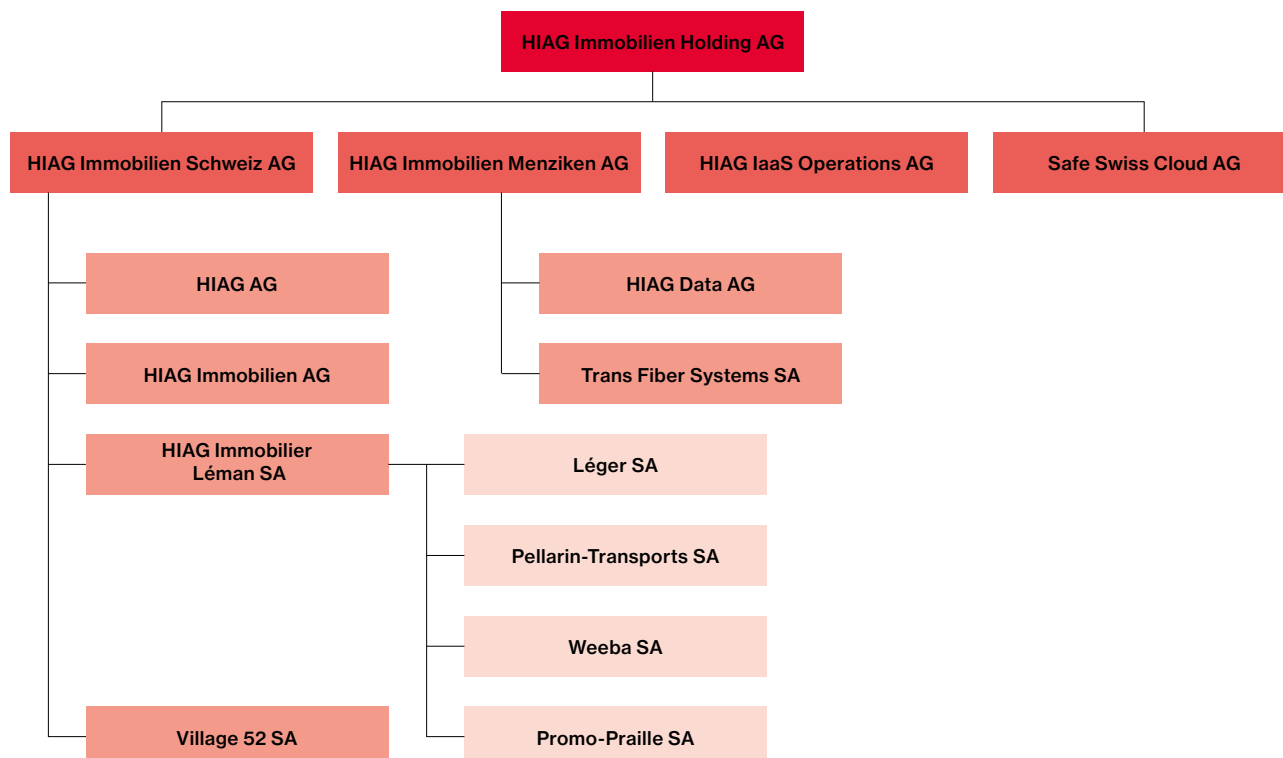 HIAG Immobilien Holding AG
HIAG Immobilien Schweiz AG
HIAG Immobilien Menziken AG
HIAG IaaS Operations AG
Safe Swiss Cloud AG
HIAG AG
HIAG Data AG
HIAG Immobilien AG
Trans Fiber Systems SA
HIAG Immobilier
Léman SA
Léger SA
Pellarin-Transports SA
Weeba SA
Village 52 SA
Promo-Praille SA